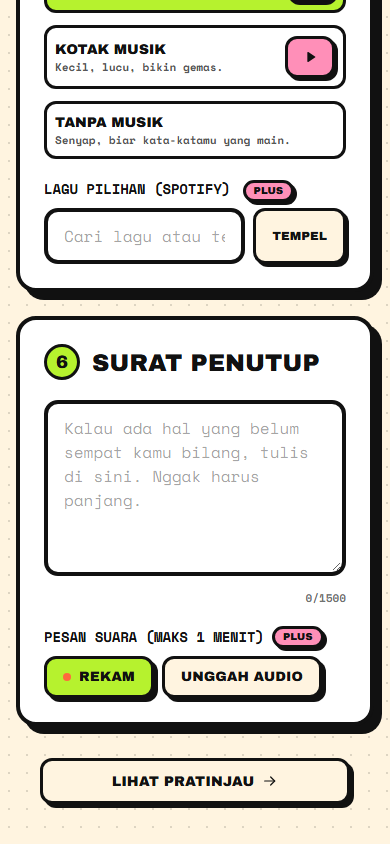 KOTAK MUSIK
Kecil, lucu, bikin gemas.
TANPA MUSIK
Senyap, biar kata-katamu yang main.
LAGU PILIHAN (SPOTIFY) PLUS
Cari lagu atau te
TEMPEL
6 SURAT PENUTUP
Kalau ada hal yang belum
sempat kamu bilang, tulis
di sini. Nggak harus
panjang.
0/1500
PESAN SUARA (MAKS 1 MENIT) PLUS
REKAM
UNGGAH AUDIO
LIHAT PRATINJAU →